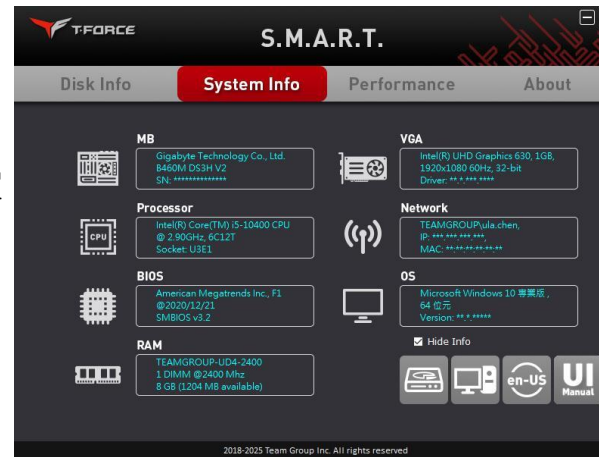 T-FORCE
S.M.A.R.T.
Disk Info
System Info
Performance
About
MB
Gigabyte Technology Co., Ltd.
B460M DS3H V2
SN: **************
VGA
Intel(R) UHD Graphics 630, 1GB,
1920x1080 60Hz, 32-bit
Driver: **.*.***.****
Processor
Intel(R) Core(TM) i5-10400 CPU
@ 2.90GHz, 6C12T
Socket: U3E1
CPU
Network
TEAMGROUP\ula.chen,
IP: ***.***.***.***,
MAC: **:**:**:**:**:**
BIOS
American Megatrends Inc., F1
@2020/12/21
SMBIOS v3.2
OS
Microsoft Windows 10 專業版 ,
64 位元
Version: **.*.*****
RAM
TEAMGROUP-UD4-2400
1 DIMM @2400 Mhz
8 GB (1204 MB available)
Hide Info
en-US
UI
Manual
2018-2025 Team Group Inc. All rights reserved